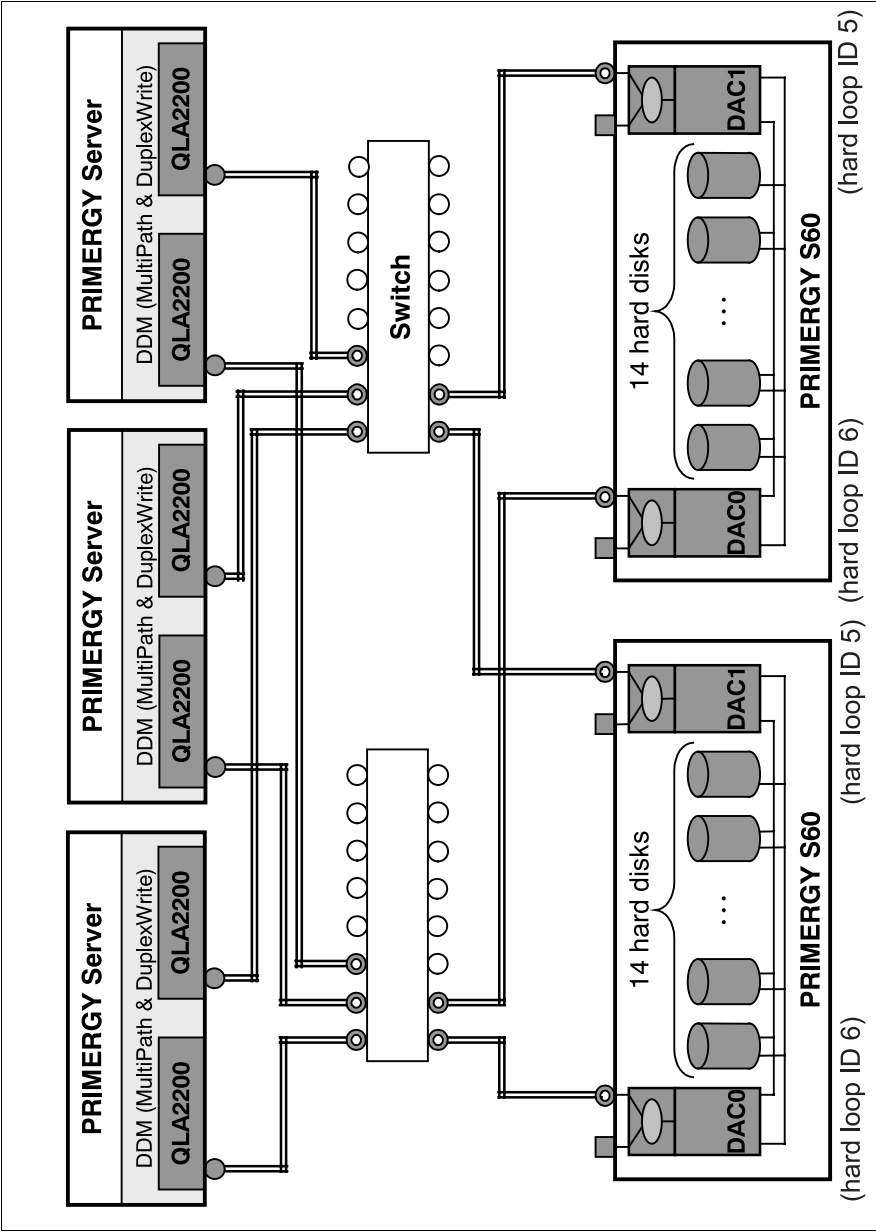 PRIMERGY Server
DDM (MultiPath & DuplexWrite)
QLA2200
QLA2200
PRIMERGY Server
DDM (MultiPath & DuplexWrite)
QLA2200
QLA2200
PRIMERGY Server
DDM (MultiPath & DuplexWrite)
QLA2200
QLA2200
Switch
DAC0
14 hard disks
...
DAC1
PRIMERGY S60
(hard loop ID 6)
(hard loop ID 5)
DAC0
14 hard disks
...
DAC1
PRIMERGY S60
(hard loop ID 6)
(hard loop ID 5)